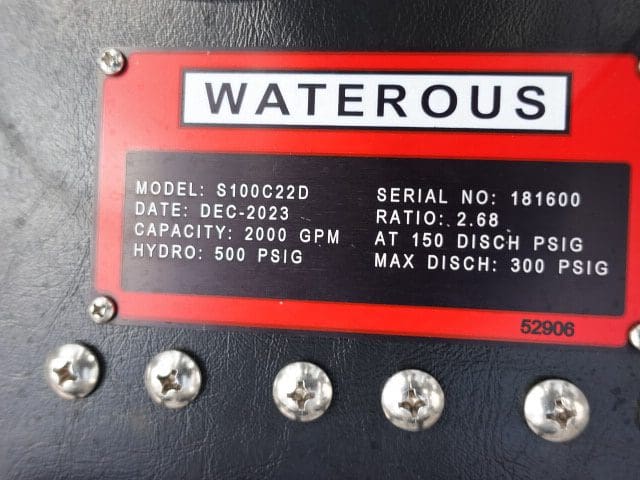 WATEROUS
MODEL: S100C22D
DATE: DEC-2023
CAPACITY: 2000 GPM
HYDRO: 500 PSIG
SERIAL NO: 181600
RATIO: 2.68
AT 150 DISCH PSIG
MAX DISCH: 300 PSIG
52906